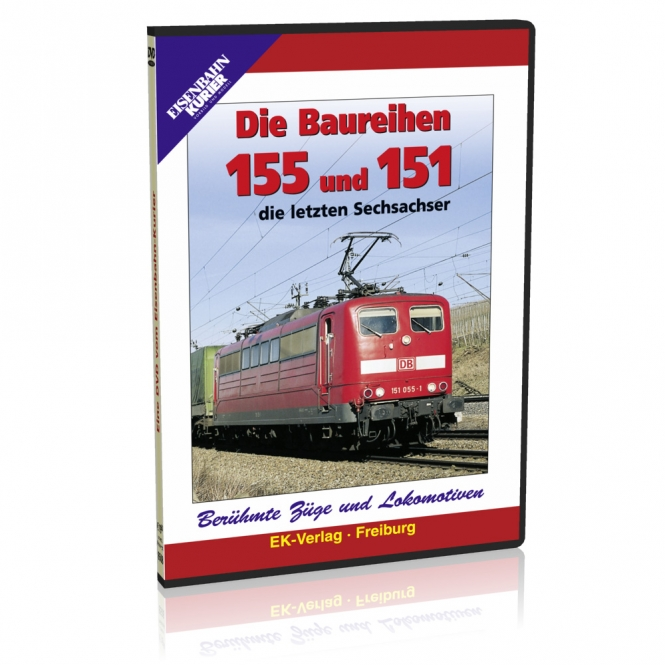 DVD
Eine DVD vom Eisenbahn-Kurier
EISENBAHN
KURIER
Die Baureihen
155 und 151
die letzten Sechsachser
DB
151 055-1
Berühmte Züge und Lokomotiven
EK-Verlag · Freiburg